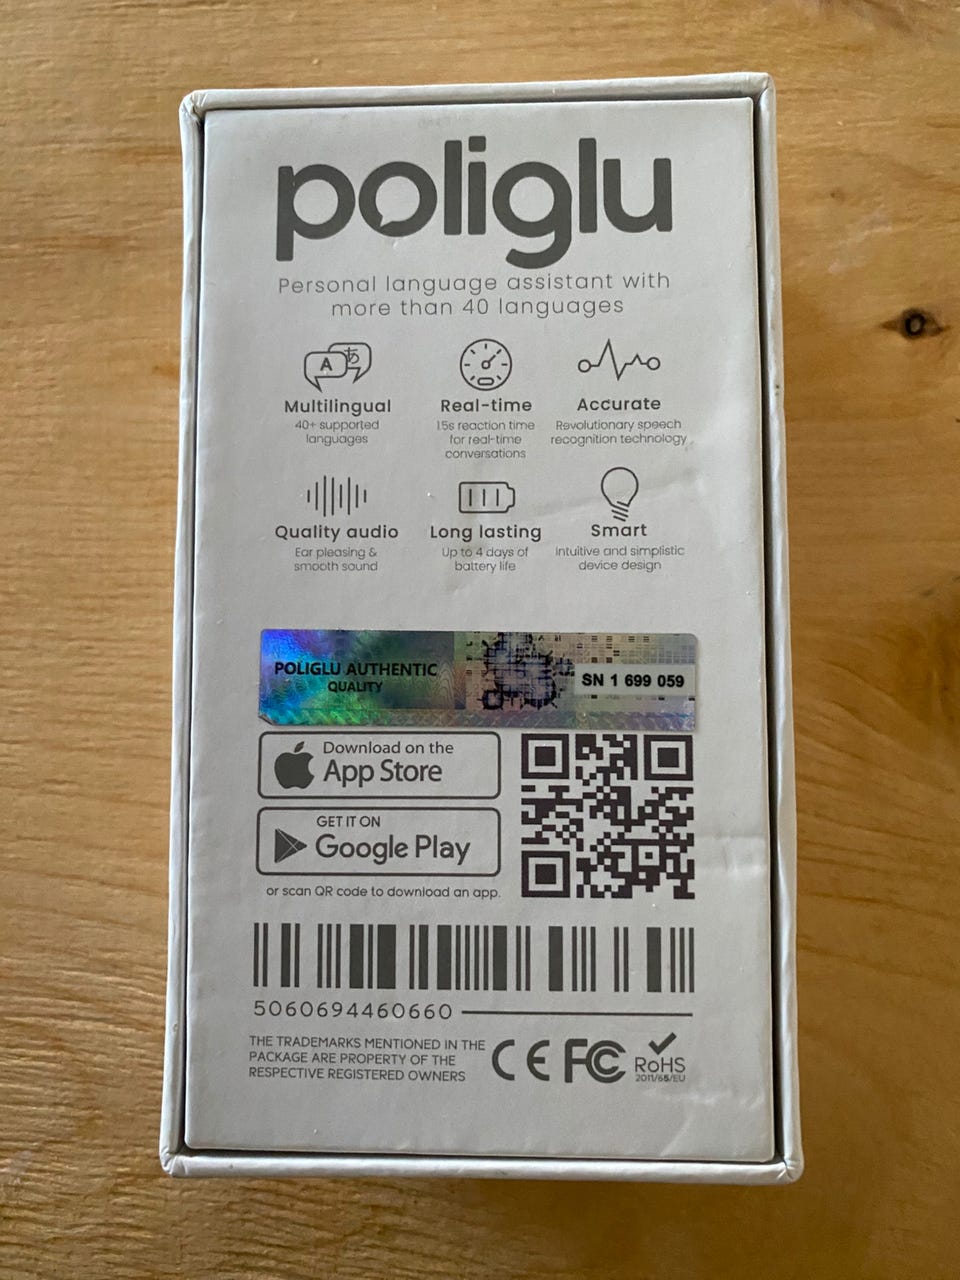 poliglu
Personal language assistant with
more than 40 languages
A あ
Multilingual
40+ supported
languages
Real-time
1.5s reaction time
for real-time
conversations
Accurate
Revolutionary speech
recognition technology
Quality audio
Ear pleasing &
smooth sound
Long lasting
Up to 4 days of
battery life
Smart
Intuitive and simplistic
device design
POLIGLU AUTHENTIC
QUALITY
SN 1 699 059
Download on the
App Store
GET IT ON
Google Play
or scan QR code to download an app.
5060694460660
THE TRADEMARKS MENTIONED IN THE
PACKAGE ARE PROPERTY OF THE
RESPECTIVE REGISTERED OWNERS
CE FC RoHS
2011/65/EU